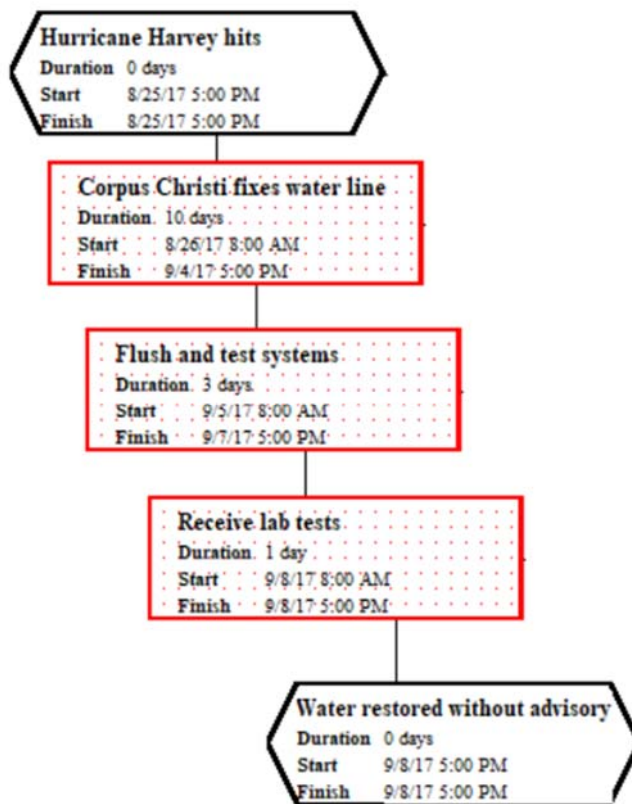 Hurricane Harvey hits
Duration 0 days
Start 8/25/17 5:00 PM
Finish 8/25/17 5:00 PM
Corpus Christi fixes water line
Duration 10 days
Start 8/26/17 8:00 AM
Finish 9/4/17 5:00 PM
Flush and test systems
Duration 3 days
Start 9/5/17 8:00 AM
Finish 9/7/17 5:00 PM
Receive lab tests
Duration 1 day
Start 9/8/17 8:00 AM
Finish 9/8/17 5:00 PM
Water restored without advisory
Duration 0 days
Start 9/8/17 5:00 PM
Finish 9/8/17 5:00 PM